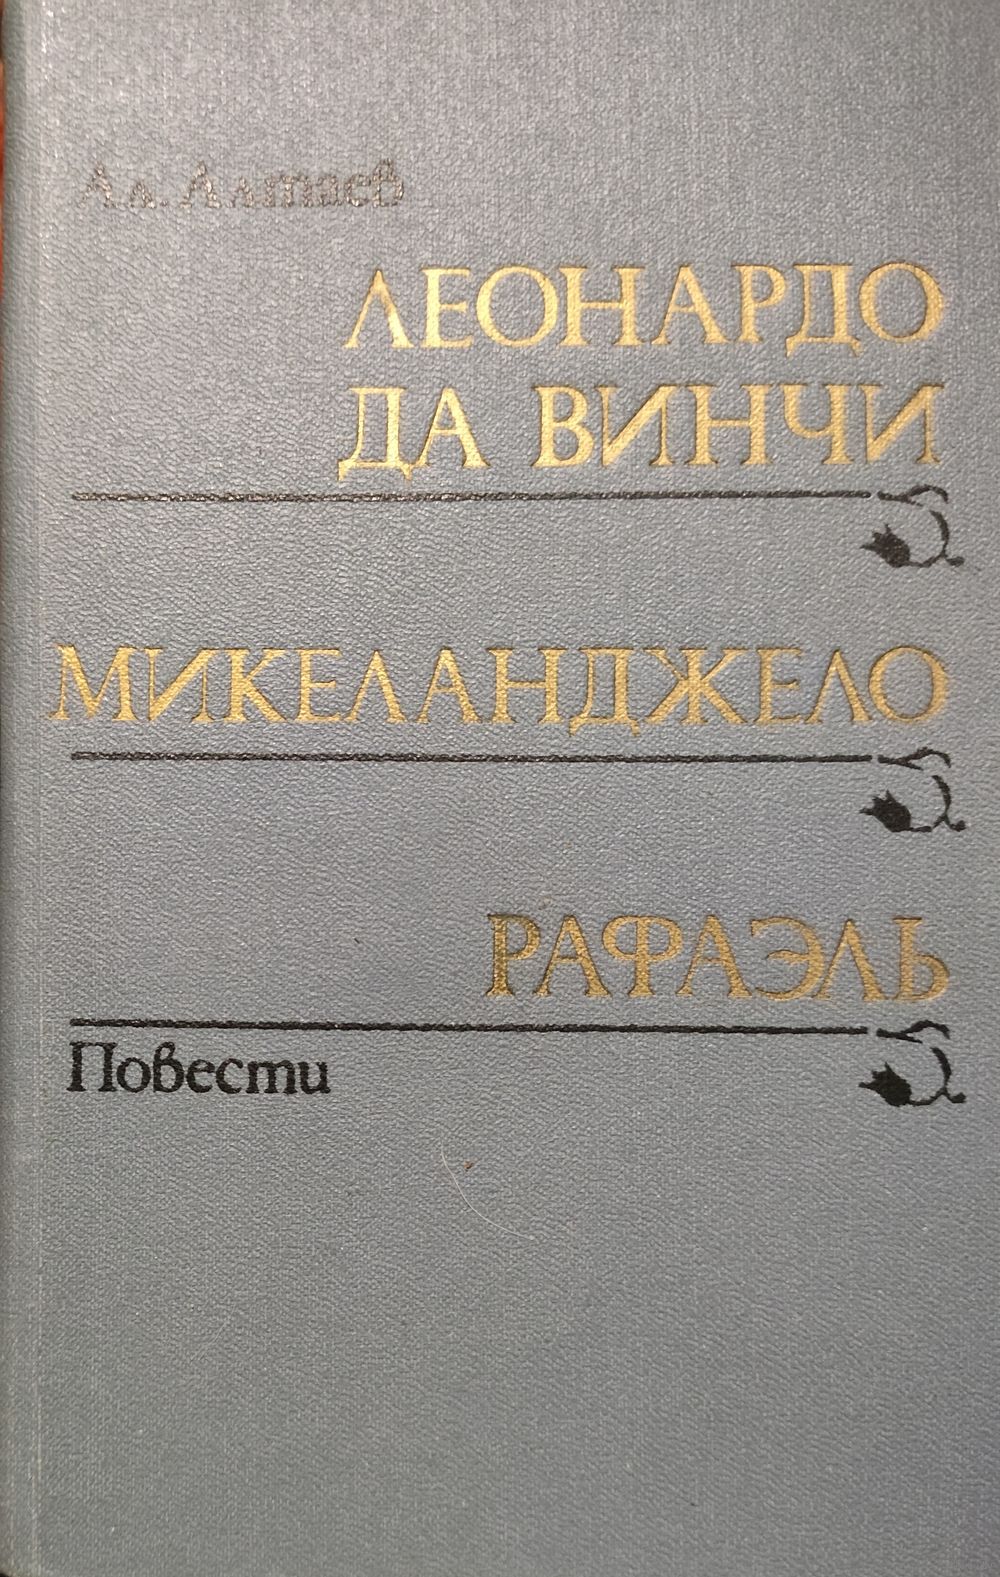 Ал. Алтаев
ЛЕОНАРДО
ДА ВИНЧИ
МИКЕЛАНДЖЕЛО
РАФАЭЛЬ
Повести